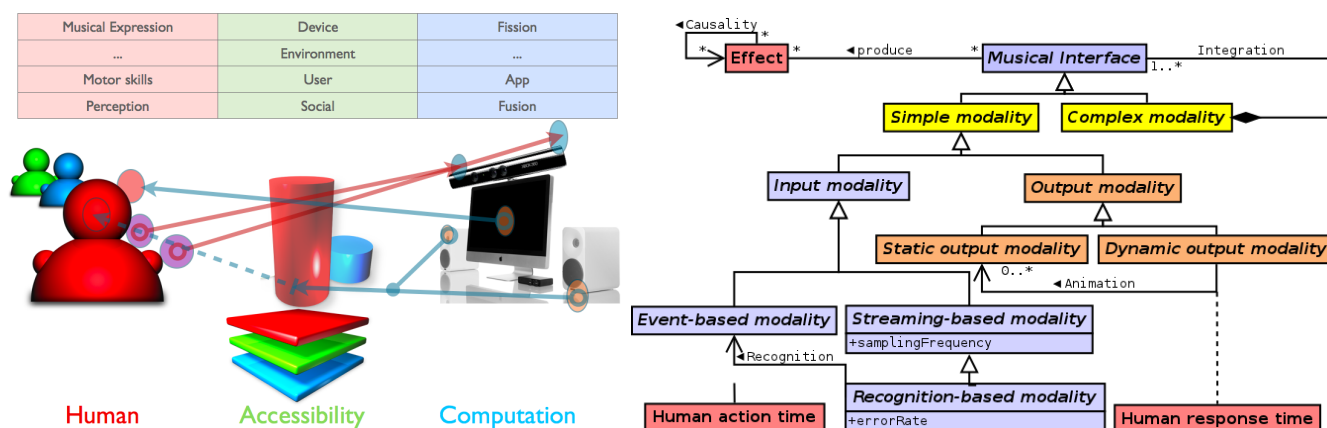 Musical Expression Device Fission
... Environment ...
Motor skills User App
Perception Social Fusion
Human Accessibility Computation
◄Causality
*
* Effect * ◄produce * Musical Interface Integration
1..*
Simple modality Complex modality
Input modality Output modality
Static output modality Dynamic output modality
0..*
◄Animation
Event-based modality Streaming-based modality
+samplingFrequency
◄Recognition
Recognition-based modality
+errorRate
Human action time Human response time